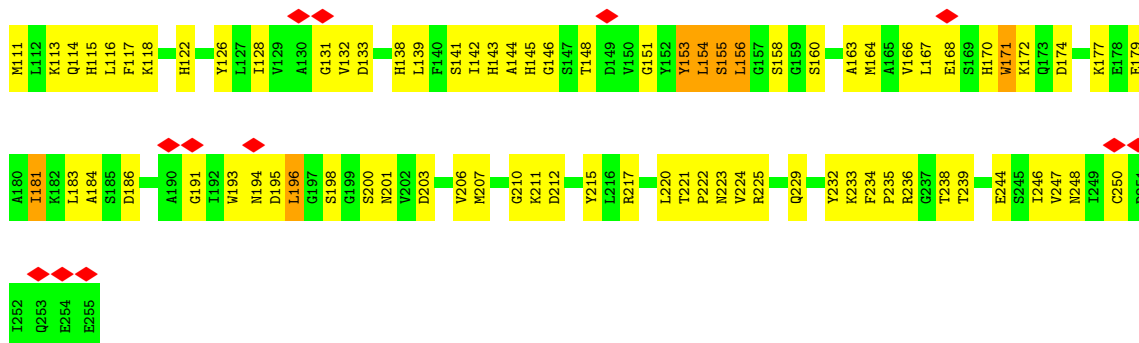 M111 L112 K113 Q114 H115 L116 F117 K118 H122 Y126 L127 I128 V129 A130 G131 V132 D133 H138 L139 F140 S141 I142 H143 A144 H145 G146 S147 T148 D149 V150 G151 Y152 Y153 L154 S155 L156 G157 S158 G159 S160 A163 M164 A165 V166 L167 E168 S169 H170 W171 K172 Q173 D174 K177 E178
A180 I181 K182 L183 A184 S185 D186 A190 G191 I192 W193 N194 D195 L196 G197 S198 G199 S200 N201 V202 D203 V206 M207 G210 K211 D212 Y215 L216 R217 L220 T221 P222 N223 V224 R225 Q229 Y232 K233 F234 P235 R236 G237 T238 T239 E244 S245 I246 V247 N248 I249 C250
I252 Q253 E254 E255